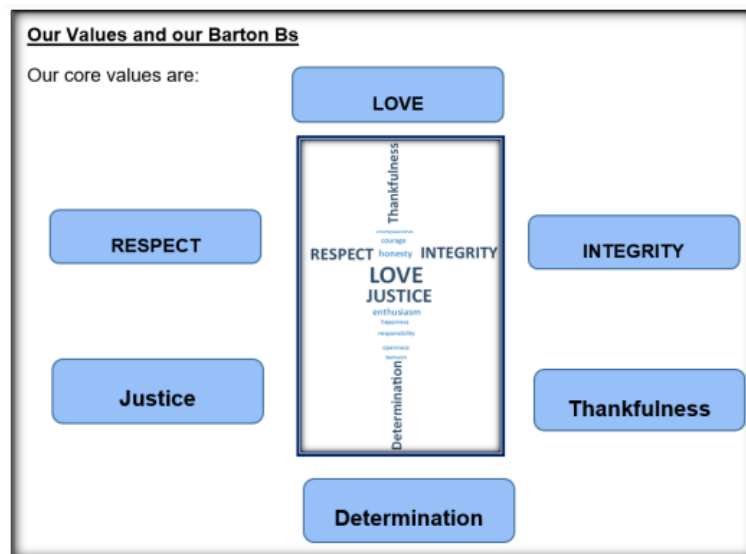 Our Values and our Barton Bs
Our core values are:
LOVE
Thankfulness
compassion
courage
RESPECT honesty INTEGRITY
LOVE
JUSTICE
enthusiasm
happiness
responsibility
openness
Determination
RESPECT
INTEGRITY
Justice
Thankfulness
Determination